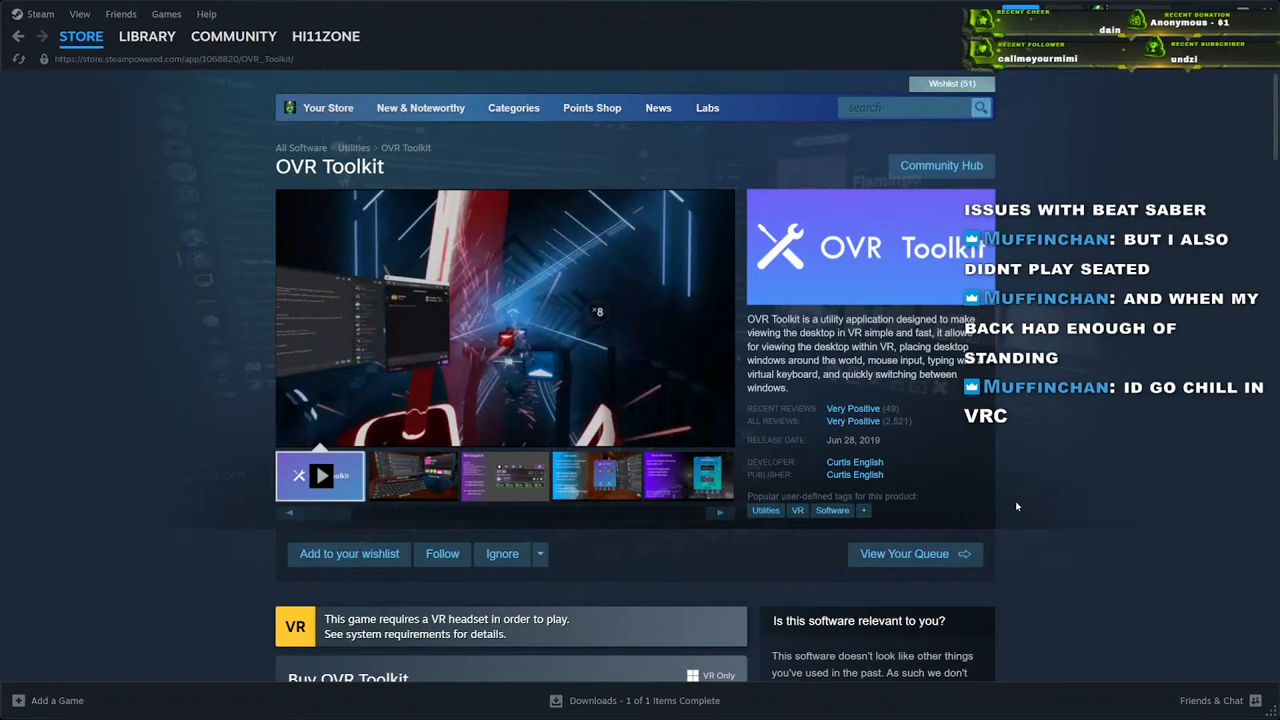 Steam View Friends Games Help
STORE LIBRARY COMMUNITY HI11ZONE
https://store.steampowered.com/app/1068820/OVR_Toolkit/
RECENT CHEER
dain
RECENT DONATION
Anonymous - $1
RECENT FOLLOWER
callmeyourmimi
RECENT SUBSCRIBER
undzi
Wishlist (51)
Your Store New & Noteworthy Categories Points Shop News Labs
search
All Software > Utilities > OVR Toolkit
OVR Toolkit
Community Hub
×8
OVR Toolkit
OVR Toolkit is a utility application designed to make
viewing the desktop in VR simple and fast, it allows
for viewing the desktop within VR, placing desktop
windows around the world, mouse input, typing
virtual keyboard, and quickly switching between
windows.
RECENT REVIEWS: Very Positive (49)
ALL REVIEWS: Very Positive (2,521)
RELEASE DATE: Jun 28, 2019
DEVELOPER: Curtis English
PUBLISHER: Curtis English
Popular user-defined tags for this product:
Utilities VR Software +
ISSUES WITH BEAT SABER
MUFFINCHAN: BUT I ALSO
DIDNT PLAY SEATED
MUFFINCHAN: AND WHEN MY
BACK HAD ENOUGH OF
STANDING
MUFFINCHAN: ID GO CHILL IN
VRC
Add to your wishlist Follow Ignore
View Your Queue
VR
This game requires a VR headset in order to play.
See system requirements for details.
Buy OVR Toolkit
VR Only
Is this software relevant to you?
This software doesn't look like other things
you've used in the past. As such we don't
Add a Game
Downloads - 1 of 1 Items Complete
Friends & Chat